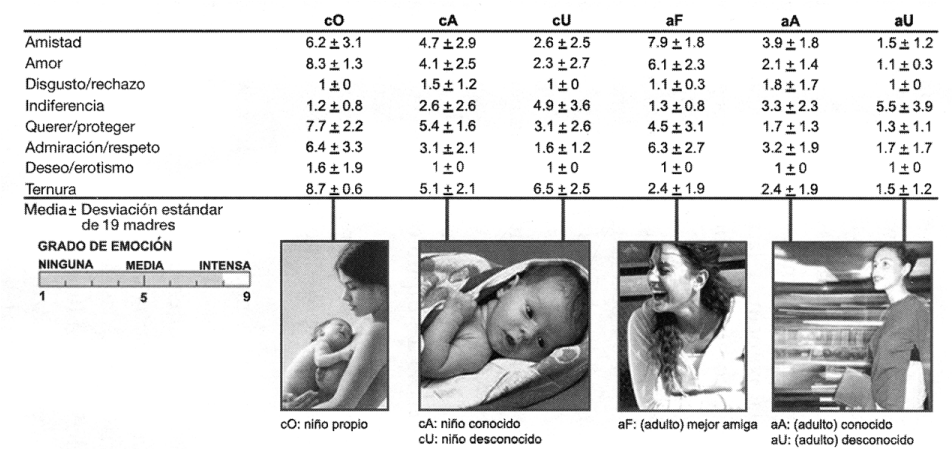 cO cA cU aF aA aU
Amistad 6.2 ± 3.1 4.7 ± 2.9 2.6 ± 2.5 7.9 ± 1.8 3.9 ± 1.8 1.5 ± 1.2
Amor 8.3 ± 1.3 4.1 ± 2.5 2.3 ± 2.7 6.1 ± 2.3 2.1 ± 1.4 1.1 ± 0.3
Disgusto/rechazo 1 ± 0 1.5 ± 1.2 1 ± 0 1.1 ± 0.3 1.8 ± 1.7 1 ± 0
Indiferencia 1.2 ± 0.8 2.6 ± 2.6 4.9 ± 3.6 1.3 ± 0.8 3.3 ± 2.3 5.5 ± 3.9
Querer/proteger 7.7 ± 2.2 5.4 ± 1.6 3.1 ± 2.6 4.5 ± 3.1 1.7 ± 1.3 1.3 ± 1.1
Admiración/respeto 6.4 ± 3.3 3.1 ± 2.1 1.6 ± 1.2 6.3 ± 2.7 3.2 ± 1.9 1.7 ± 1.7
Deseo/erotismo 1.6 ± 1.9 1 ± 0 1 ± 0 1 ± 0 1 ± 0 1 ± 0
Ternura 8.7 ± 0.6 5.1 ± 2.1 6.5 ± 2.5 2.4 ± 1.9 2.4 ± 1.9 1.5 ± 1.2
Media ± Desviación estándar
de 19 madres
GRADO DE EMOCIÓN
NINGUNA MEDIA INTENSA
1 5 9
cO: niño propio
cA: niño conocido
cU: niño desconocido
aF: (adulto) mejor amiga
aA: (adulto) conocido
aU: (adulto) desconocido